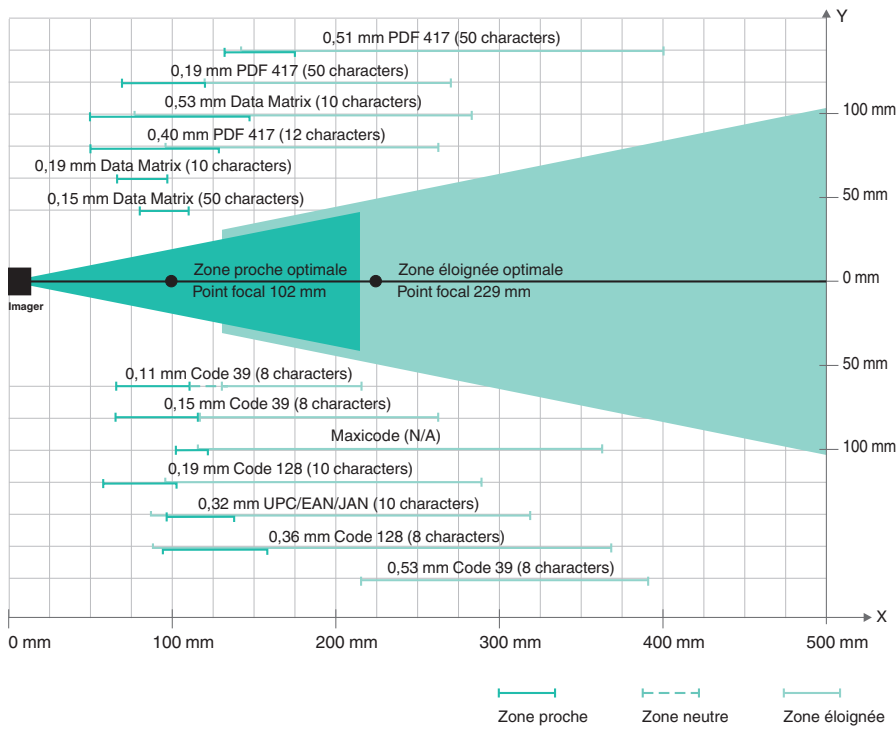 Y
0,51 mm PDF 417 (50 characters)
0,19 mm PDF 417 (50 characters)
0,53 mm Data Matrix (10 characters)
100 mm
0,40 mm PDF 417 (12 characters)
0,19 mm Data Matrix (10 characters)
0,15 mm Data Matrix (50 characters)
50 mm
Zone proche optimale
Point focal 102 mm
Zone éloignée optimale
Point focal 229 mm
0 mm
Imager
50 mm
0,11 mm Code 39 (8 characters)
0,15 mm Code 39 (8 characters)
Maxicode (N/A)
100 mm
0,19 mm Code 128 (10 characters)
0,32 mm UPC/EAN/JAN (10 characters)
0,36 mm Code 128 (8 characters)
0,53 mm Code 39 (8 characters)
X
0 mm 100 mm 200 mm 300 mm 400 mm 500 mm
Zone proche Zone neutre Zone éloignée